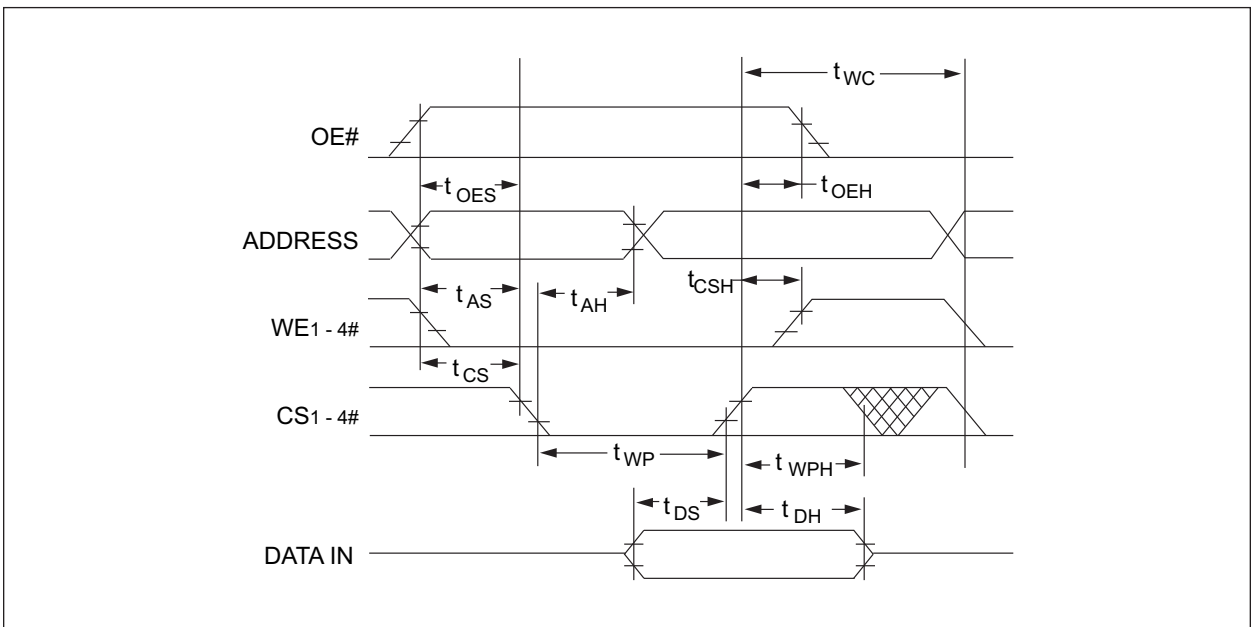 tWC
OE#
tOES
tOEH
ADDRESS
tCSH
tAS
tAH
WE1 - 4#
tCS
CS1 - 4#
tWP
tWPH
tDS
tDH
DATA IN